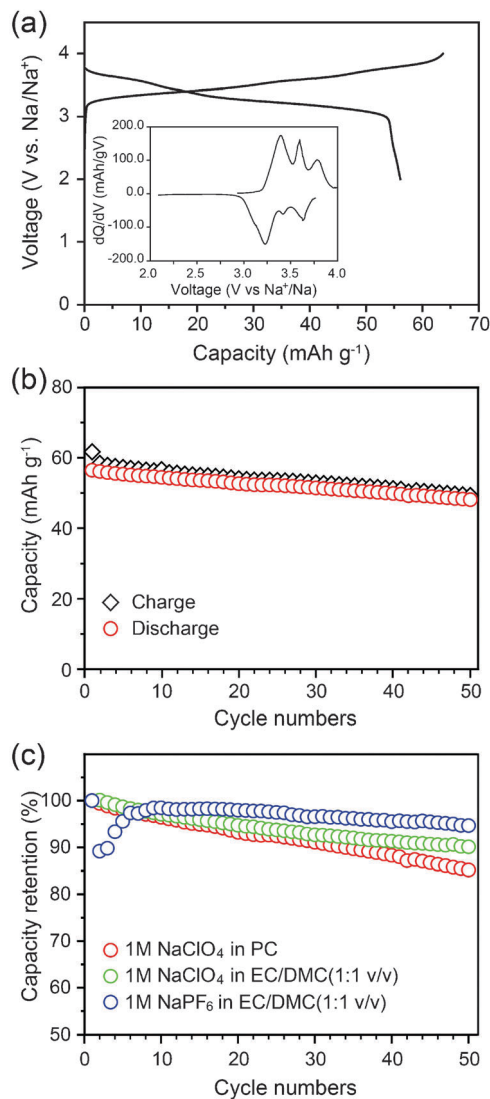 (a)
4
3
2
1
0
Voltage (V vs. Na/Na⁺)
200.0
100.0
0.0
-100.0
-200.0
dQ/dV (mAh/gV)
2.0 2.5 3.0 3.5 4.0
Voltage (V vs Na⁺/Na)
0 10 20 30 40 50 60 70
Capacity (mAh g⁻¹)
(b)
80
60
40
20
0
Capacity (mAh g⁻¹)
Charge
Discharge
0 10 20 30 40 50
Cycle numbers
(c)
110
100
90
80
70
60
50
Capacity retention (%)
1M NaClO₄ in PC
1M NaClO₄ in EC/DMC(1:1 v/v)
1M NaPF₆ in EC/DMC(1:1 v/v)
0 10 20 30 40 50
Cycle numbers